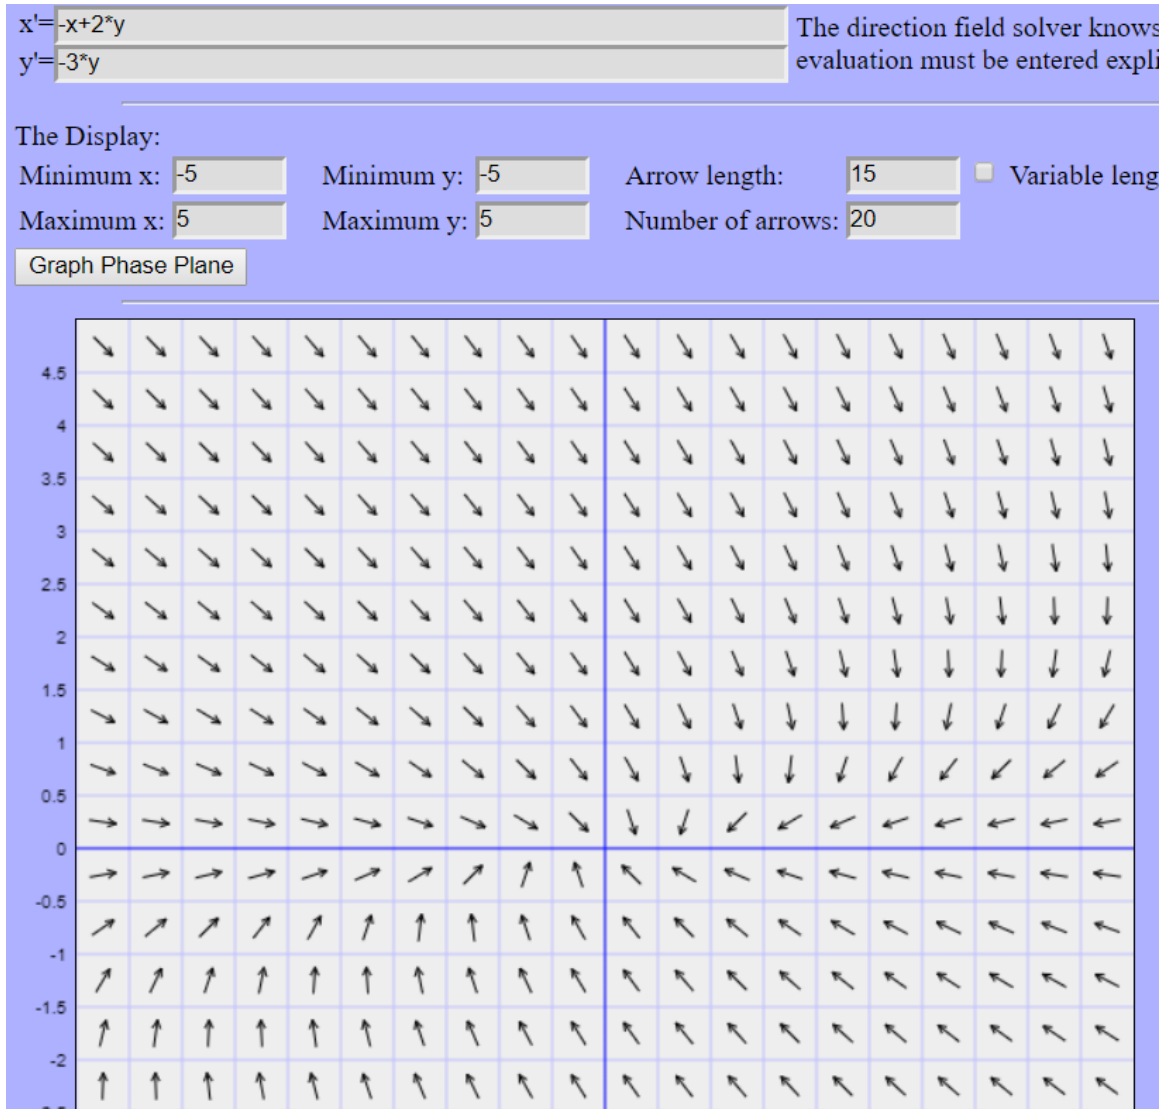 x'= -x+2*y The direction field solver knows
y'= -3*y evaluation must be entered expli
The Display:
Minimum x: -5 Minimum y: -5 Arrow length: 15 Variable leng
Maximum x: 5 Maximum y: 5 Number of arrows: 20
Graph Phase Plane
4.5
4
3.5
3
2.5
2
1.5
1
0.5
0
-0.5
-1
-1.5
-2